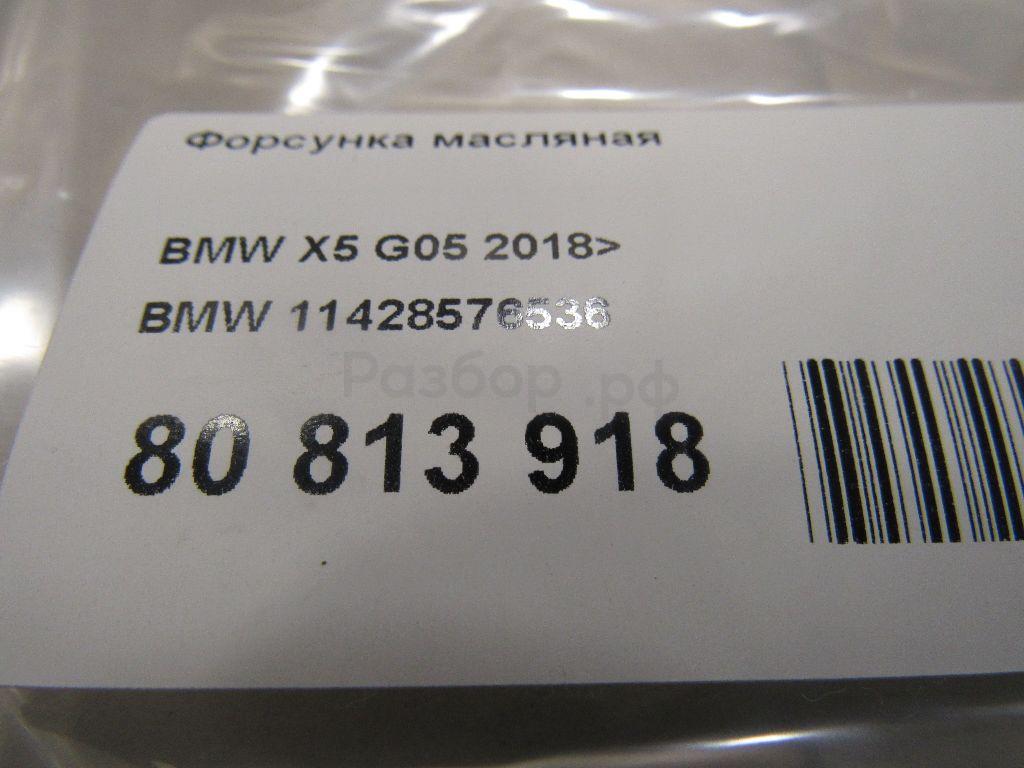 Форсунка масляная
BMW X5 G05 2018>
BMW 11428576536
Разбор.рф
80 813 918